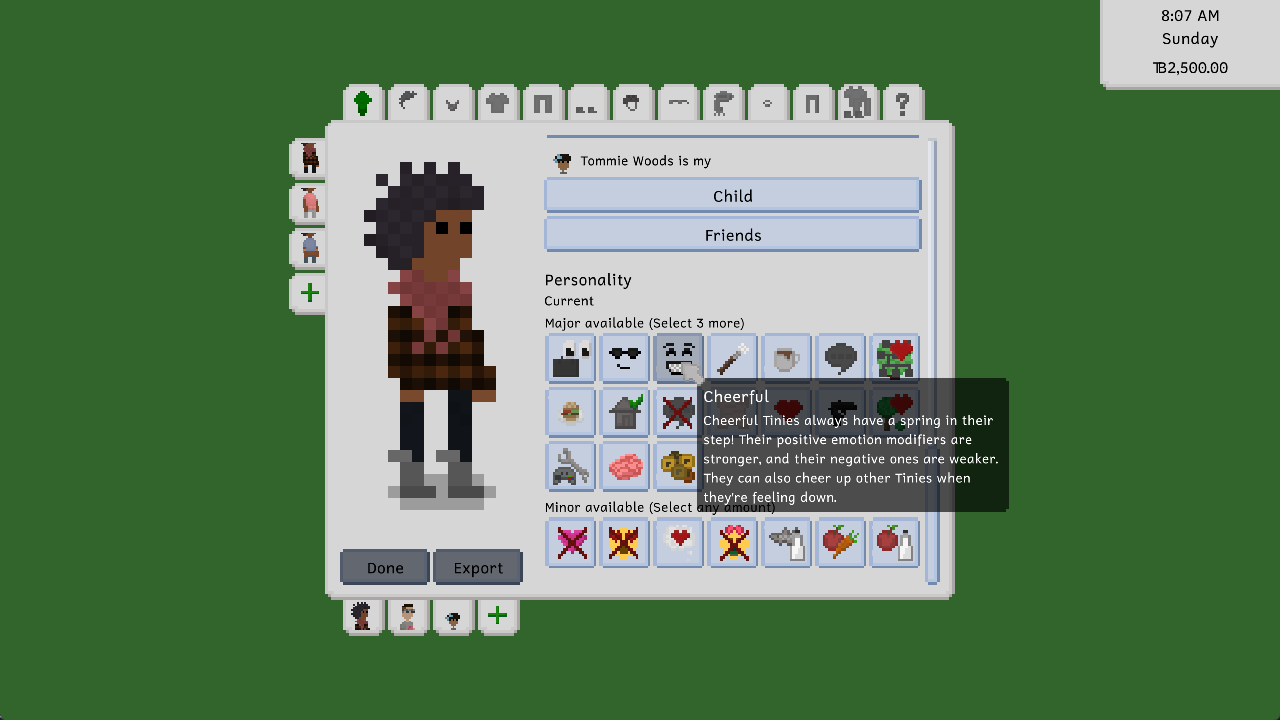 8:07 AM
Sunday
₸B2,500.00
?
Tommie Woods is my
Child
Friends
Personality
Current
Major available (Select 3 more)
Cheerful
Cheerful Tinies always have a spring in their
step! Their positive emotion modifiers are
stronger, and their negative ones are weaker.
They can also cheer up other Tinies when
they're feeling down.
Minor available (Select any amount)
Done
Export